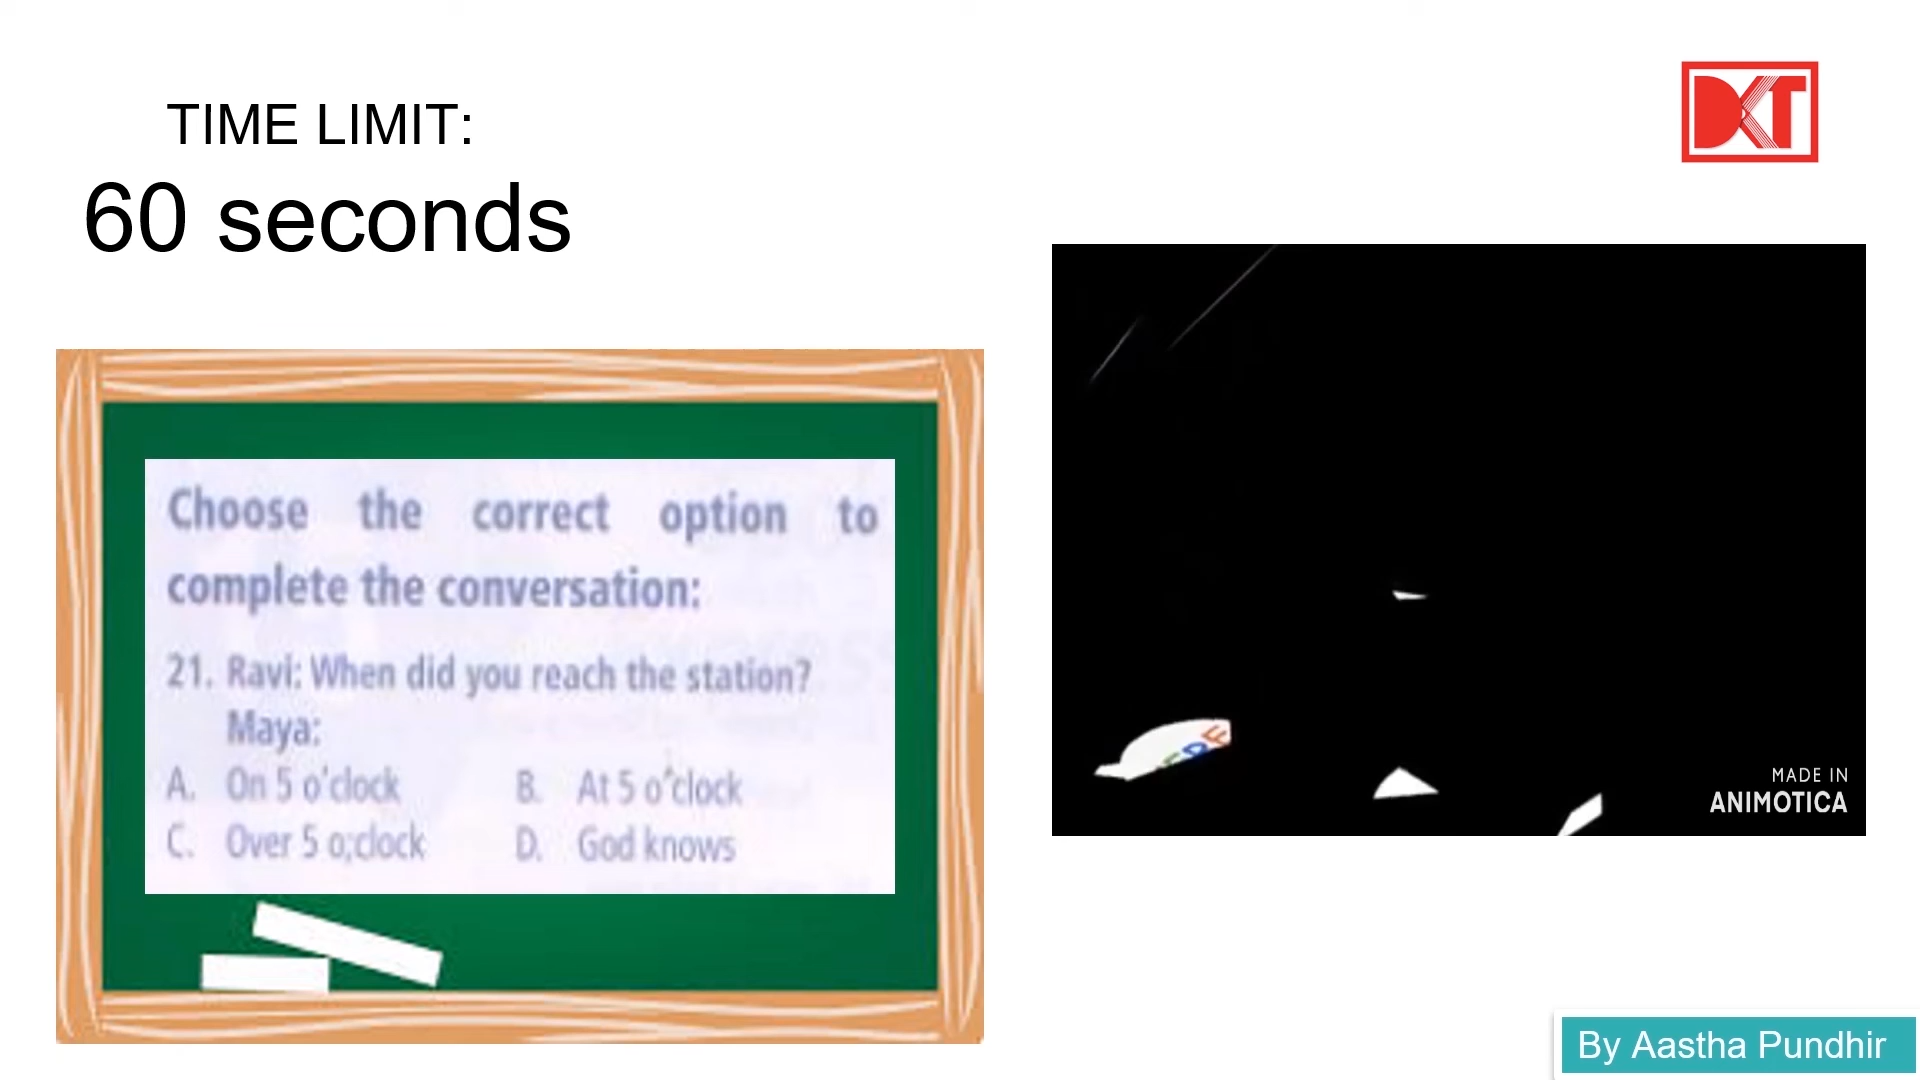 TIME LIMIT:
60 seconds
DKT
Choose the correct option to
complete the conversation:
21. Ravi: When did you reach the station?
Maya:
A. On 5 o'clock B. At 5 o'clock
C. Over 5 o;clock D. God knows
MADE IN
ANIMOTICA
By Aastha Pundhir